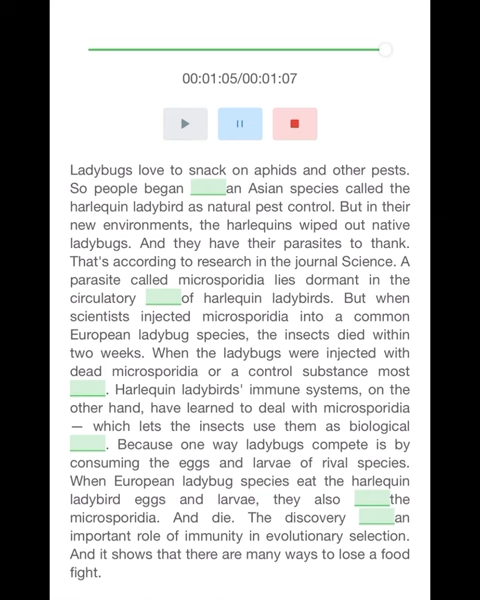 00:01:05/00:01:07
Ladybugs love to snack on aphids and other pests.
So people began _____an Asian species called the
harlequin ladybird as natural pest control. But in their
new environments, the harlequins wiped out native
ladybugs. And they have their parasites to thank.
That's according to research in the journal Science. A
parasite called microsporidia lies dormant in the
circulatory _____of harlequin ladybirds. But when
scientists injected microsporidia into a common
European ladybug species, the insects died within
two weeks. When the ladybugs were injected with
dead microsporidia or a control substance most
_____. Harlequin ladybirds' immune systems, on the
other hand, have learned to deal with microsporidia
— which lets the insects use them as biological
_____. Because one way ladybugs compete is by
consuming the eggs and larvae of rival species.
When European ladybug species eat the harlequin
ladybird eggs and larvae, they also _____the
microsporidia. And die. The discovery _____an
important role of immunity in evolutionary selection.
And it shows that there are many ways to lose a food
fight.